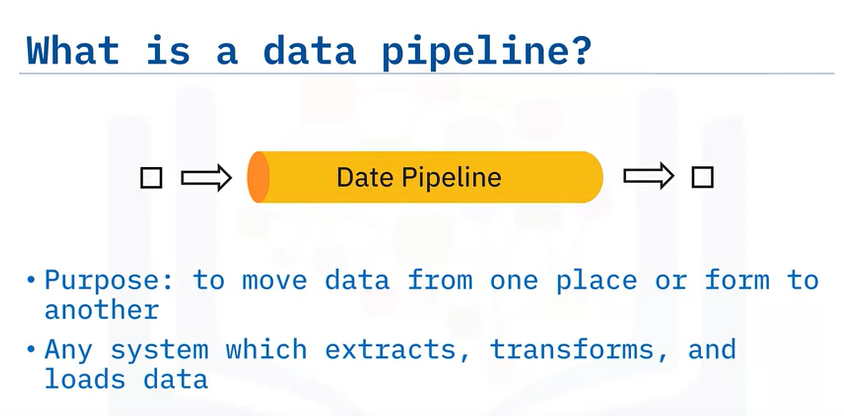 What is a data pipeline?
Date Pipeline
• Purpose: to move data from one place or form to
another
• Any system which extracts, transforms, and
loads data